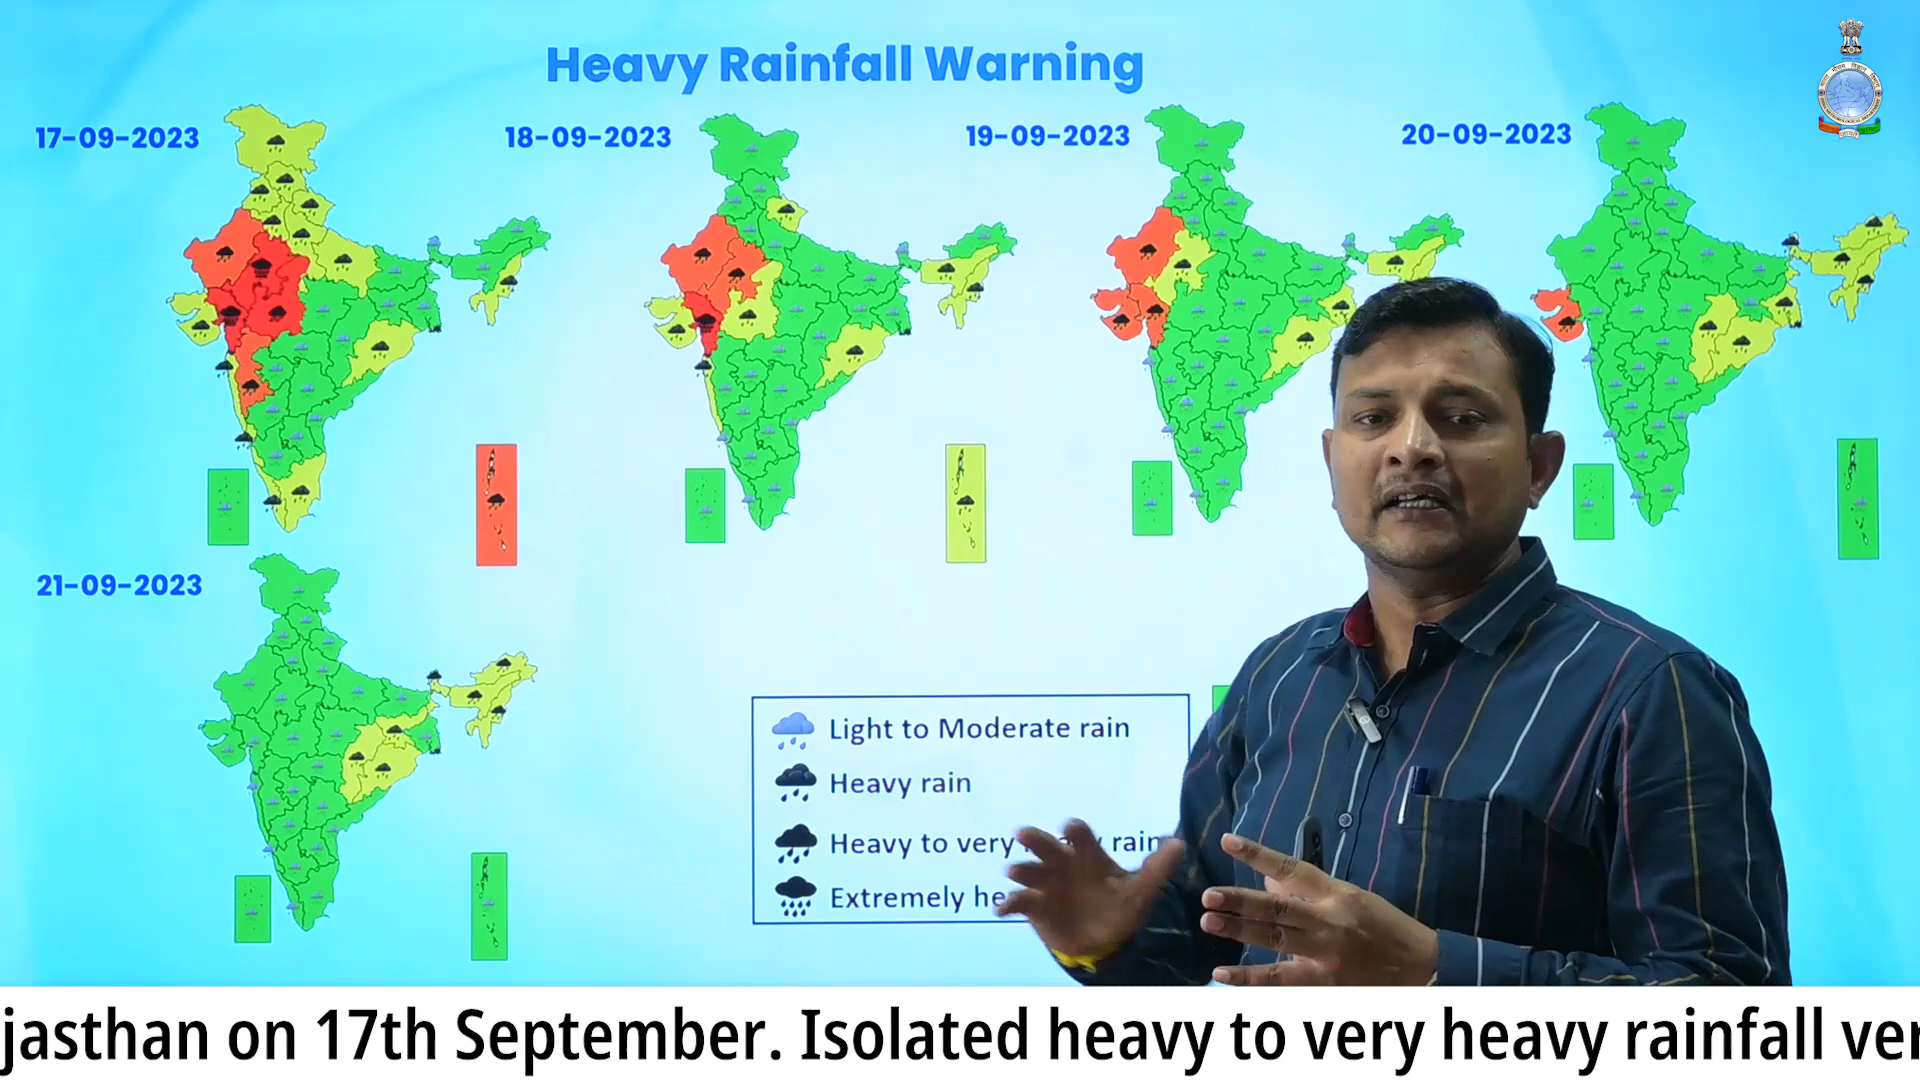 Heavy Rainfall Warning
17-09-2023
18-09-2023
19-09-2023
20-09-2023
21-09-2023
Light to Moderate rain
Heavy rain
Heavy to very rain
Extremely he
jasthan on 17th September. Isolated heavy to very heavy rainfall ver